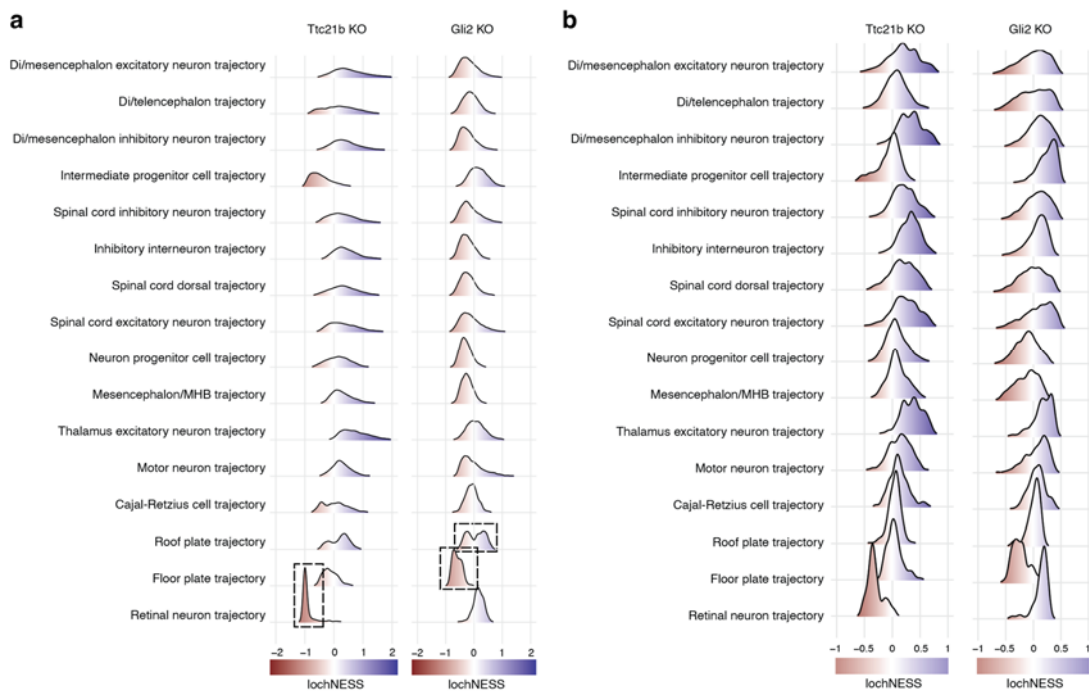 a
Ttc21b KO
Gli2 KO
Di/mesencephalon excitatory neuron trajectory
Di/telencephalon trajectory
Di/mesencephalon inhibitory neuron trajectory
Intermediate progenitor cell trajectory
Spinal cord inhibitory neuron trajectory
Inhibitory interneuron trajectory
Spinal cord dorsal trajectory
Spinal cord excitatory neuron trajectory
Neuron progenitor cell trajectory
Mesencephalon/MHB trajectory
Thalamus excitatory neuron trajectory
Motor neuron trajectory
Cajal-Retzius cell trajectory
Roof plate trajectory
Floor plate trajectory
Retinal neuron trajectory
−2 −1 0 1 2
lochNESS
−2 −1 0 1 2
lochNESS
b
Ttc21b KO
Gli2 KO
Di/mesencephalon excitatory neuron trajectory
Di/telencephalon trajectory
Di/mesencephalon inhibitory neuron trajectory
Intermediate progenitor cell trajectory
Spinal cord inhibitory neuron trajectory
Inhibitory interneuron trajectory
Spinal cord dorsal trajectory
Spinal cord excitatory neuron trajectory
Neuron progenitor cell trajectory
Mesencephalon/MHB trajectory
Thalamus excitatory neuron trajectory
Motor neuron trajectory
Cajal-Retzius cell trajectory
Roof plate trajectory
Floor plate trajectory
Retinal neuron trajectory
−1 −0.5 0 0.5 1
lochNESS
−1 −0.5 0 0.5 1
lochNESS